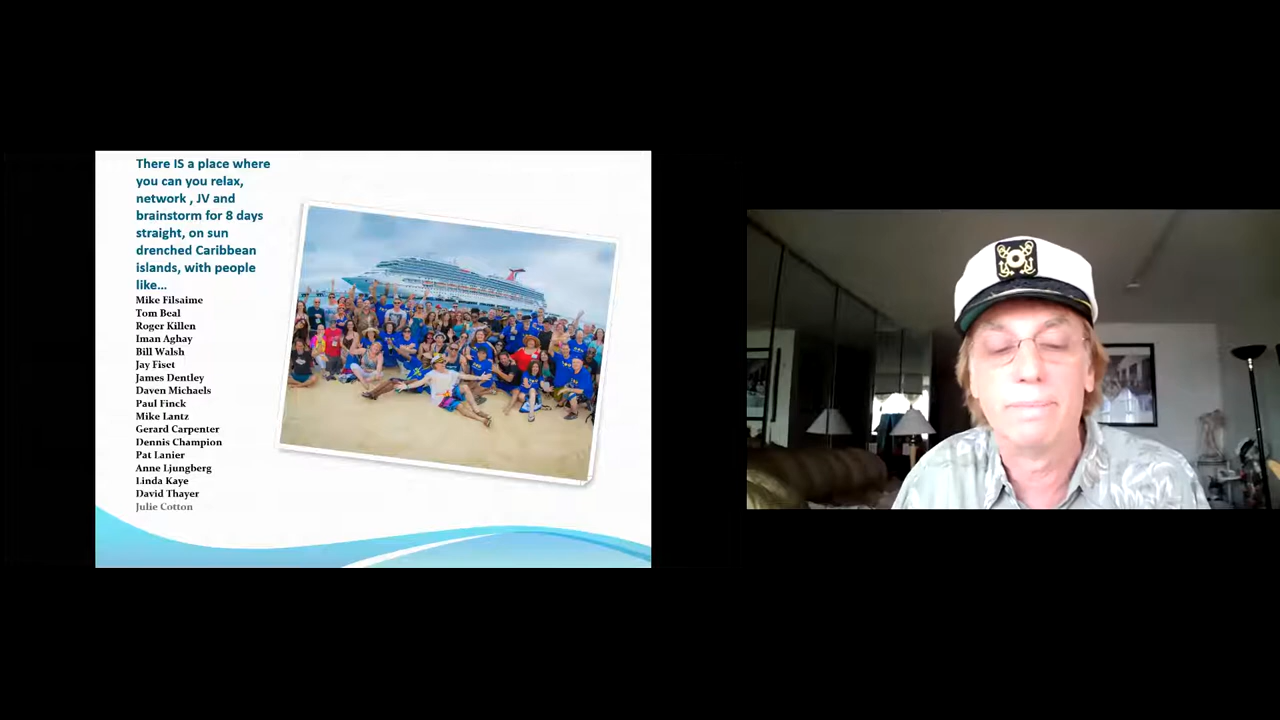 There IS a place where
you can you relax,
network , JV and
brainstorm for 8 days
straight, on sun
drenched Caribbean
islands, with people
like...
Mike Filsaime
Tom Beal
Roger Killen
Iman Aghay
Bill Walsh
Jay Fiset
James Dentley
Daven Michaels
Paul Finck
Mike Lantz
Gerard Carpenter
Dennis Champion
Pat Lanier
Anne Ljungberg
Linda Kaye
David Thayer
Julie Cotton